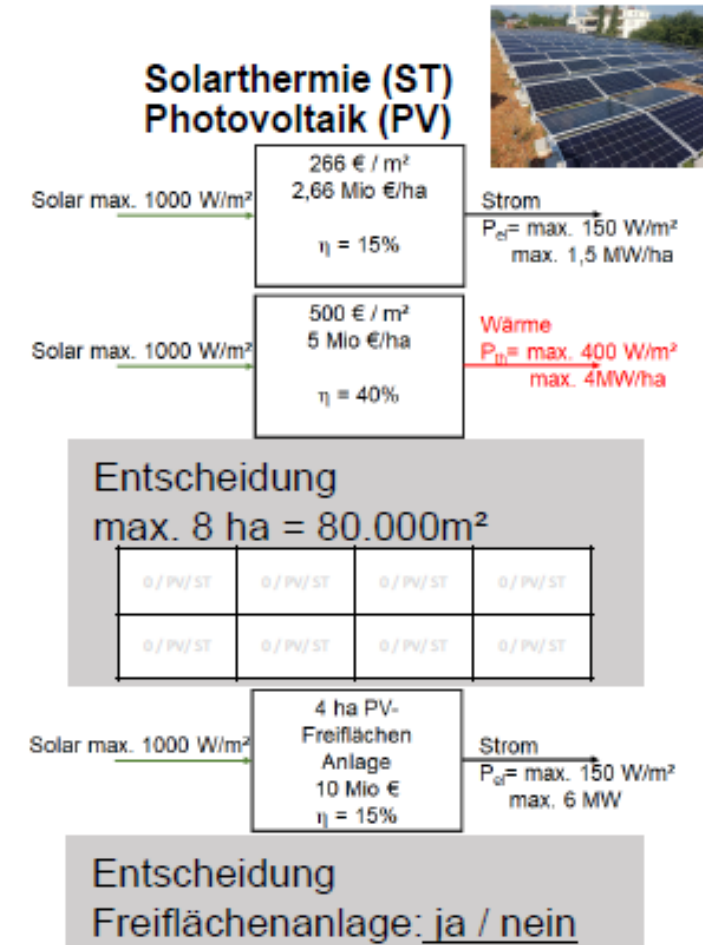 Solarthermie (ST)
Photovoltaik (PV)
Solar max. 1000 W/m²
266 € / m²
2,66 Mio €/ha
η = 15%
Strom
Pel= max. 150 W/m²
max. 1,5 MW/ha
Solar max. 1000 W/m²
500 € / m²
5 Mio €/ha
η = 40%
Wärme
Pth= max. 400 W/m²
max. 4MW/ha
Entscheidung
max. 8 ha = 80.000m²
0 / PV/ ST 0 / PV/ ST 0 / PV/ ST 0 / PV/ ST
0 / PV/ ST 0 / PV/ ST 0 / PV/ ST 0 / PV/ ST
Solar max. 1000 W/m²
4 ha PV-
Freiflächen
Anlage
10 Mio €
η = 15%
Strom
Pel= max. 150 W/m²
max. 6 MW
Entscheidung
Freiflächenanlage: ja / nein